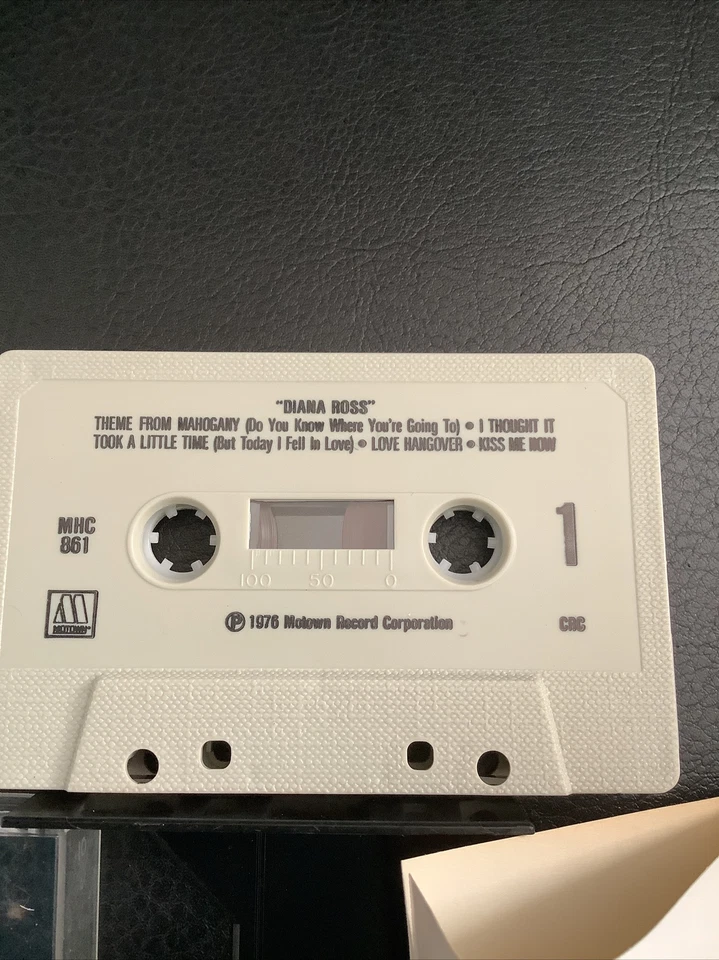 "DIANA ROSS"
THEME FROM MAHOGANY (Do You Know Where You're Going To) • I THOUGHT IT
TOOK A LITTLE TIME (But Today I Fell In Love) • LOVE HANGOVER • KISS ME NOW
MHC
861
1
100 50 0
MOTOWN
℗ 1976 Motown Record Corporation
CRC